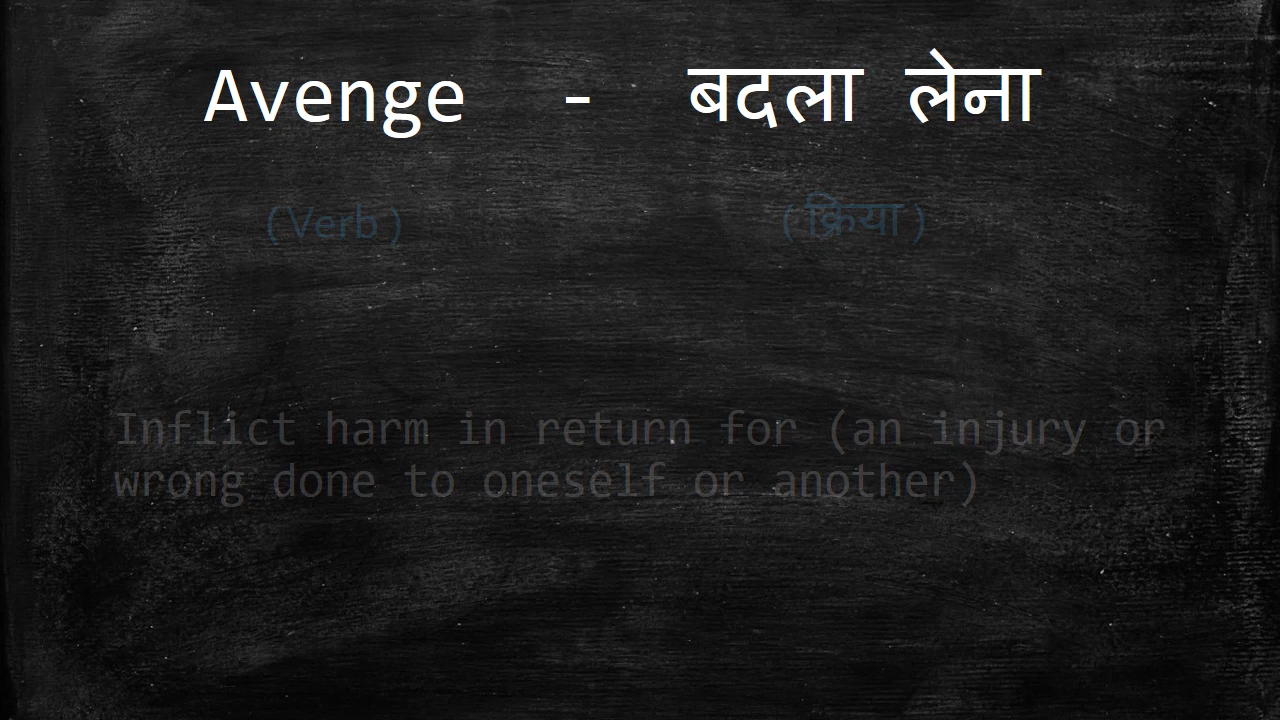 Avenge - बदला लेना
(Verb) (क्रिया)
Inflict harm in return for (an injury or
wrong done to oneself or another)